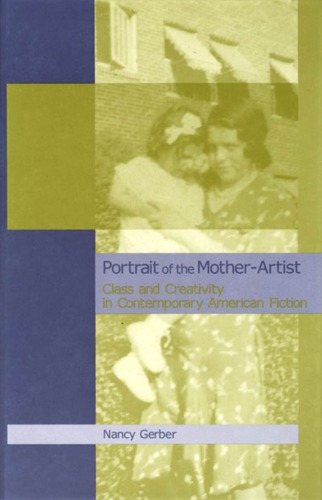 Portrait of the Mother-Artist
Class and Creativity
in Contemporary American Fiction
Nancy Gerber